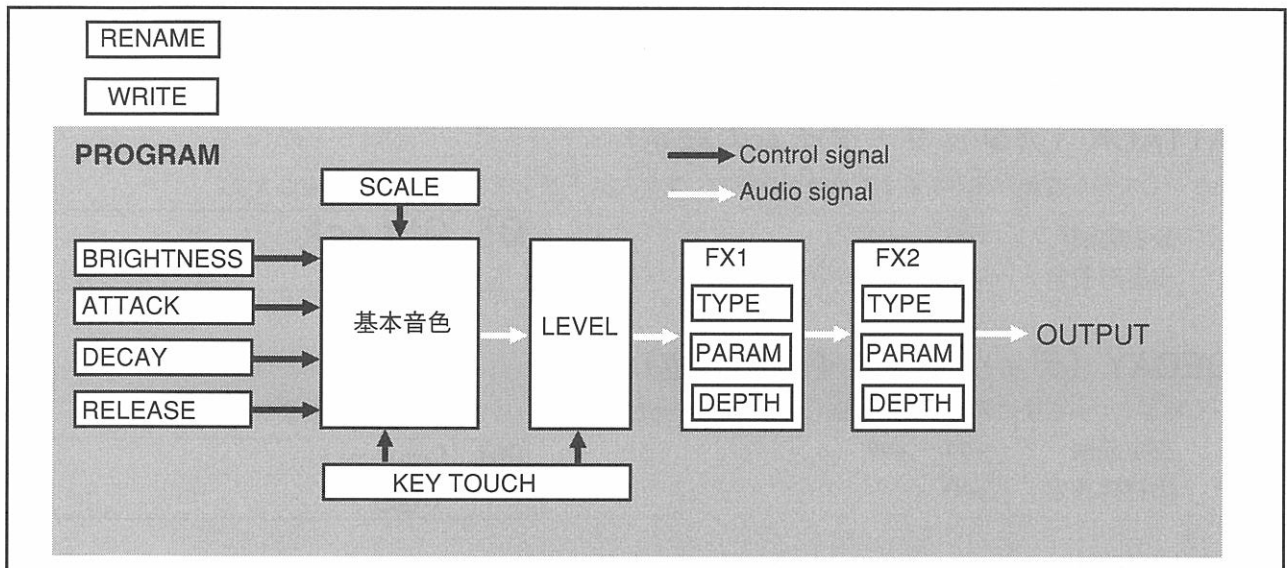 RENAME
WRITE
PROGRAM
Control signal
Audio signal
SCALE
BRIGHTNESS
ATTACK
DECAY
RELEASE
基本音色
LEVEL
FX1
TYPE
PARAM
DEPTH
FX2
TYPE
PARAM
DEPTH
OUTPUT
KEY TOUCH